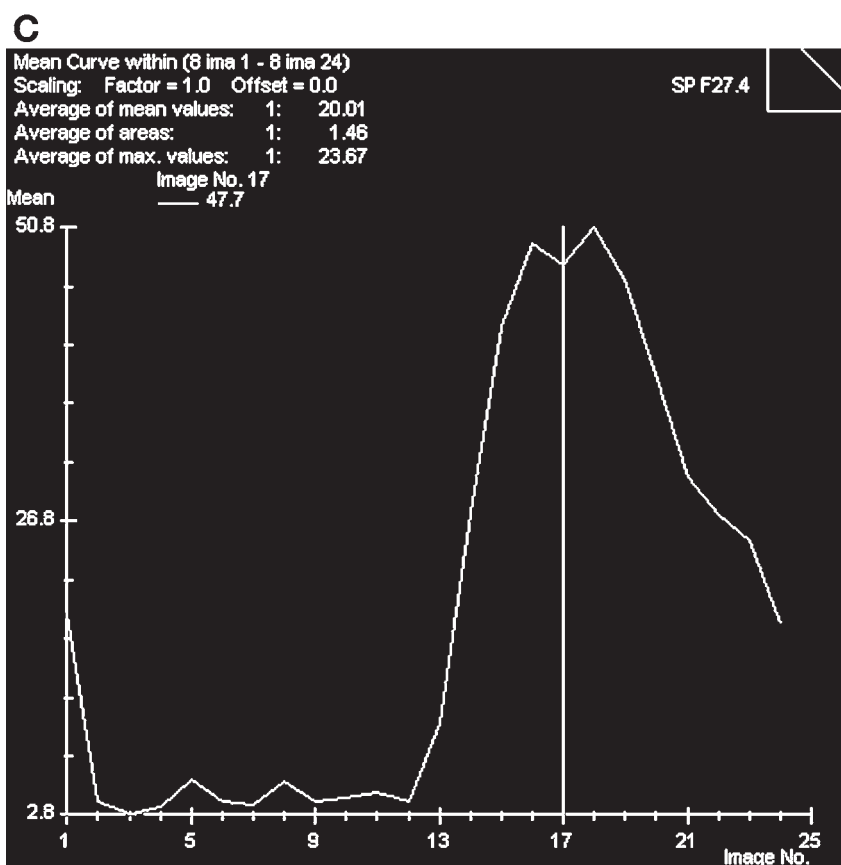 C
Mean Curve within (8 ima 1 - 8 ima 24)
Scaling: Factor = 1.0 Offset = 0.0
SP F27.4
Average of mean values: 1: 20.01
Average of areas: 1: 1.46
Average of max. values: 1: 23.67
Image No. 17
Mean
47.7
50.8
26.8
2.8
1 5 9 13 17 21 25
Image No.